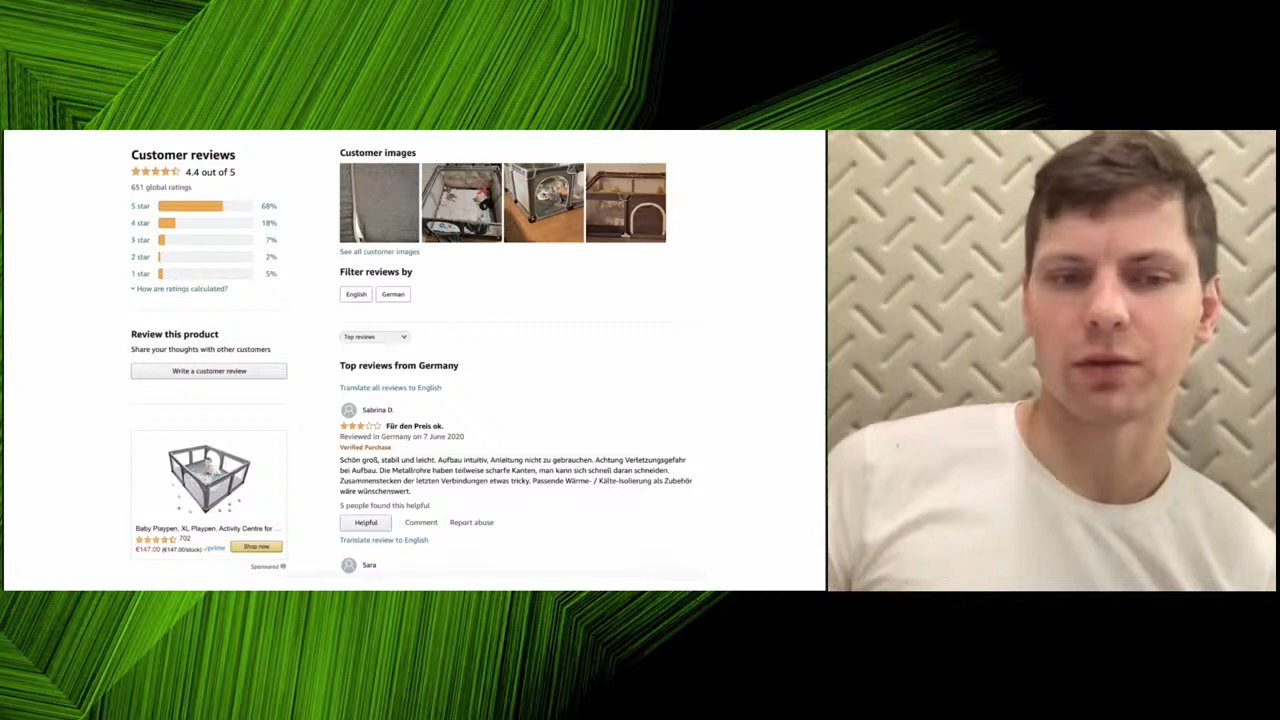 Customer reviews
4.4 out of 5
651 global ratings
5 star 68%
4 star 18%
3 star 7%
2 star 2%
1 star 5%
How are ratings calculated?
Review this product
Share your thoughts with other customers
Write a customer review
Baby Playpen, XL Playpen, Activity Centre for ...
702
€147.00 (€147.00/stück) prime Shop now
Sponsored
Customer images
See all customer images
Filter reviews by
English German
Top reviews
Top reviews from Germany
Translate all reviews to English
Sabrina D.
Für den Preis ok.
Reviewed in Germany on 7 June 2020
Verified Purchase
Schön groß, stabil und leicht. Aufbau intuitiv, Anleitung nicht zu gebrauchen. Achtung Verletzungsgefahr
bei Aufbau. Die Metallrohre haben teilweise scharfe Kanten, man kann sich schnell daran schneiden.
Zusammenstecken der letzten Verbindungen etwas tricky. Passende Wärme- / Kälte-Isolierung als Zubehör
wäre wünschenswert.
5 people found this helpful
Helpful Comment Report abuse
Translate review to English
Sara